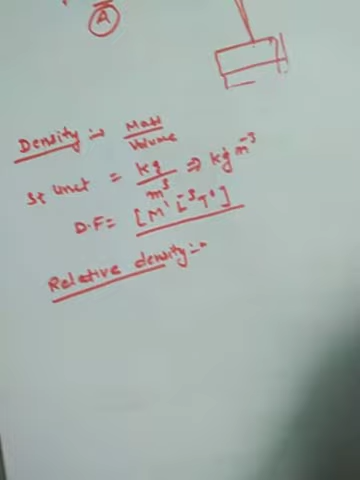 A
Density :- Mass / Volume
SI Unit = kg / m³ ⇒ kg m⁻³
D.F = [M¹ L⁻³ T⁰]
Relative density :-